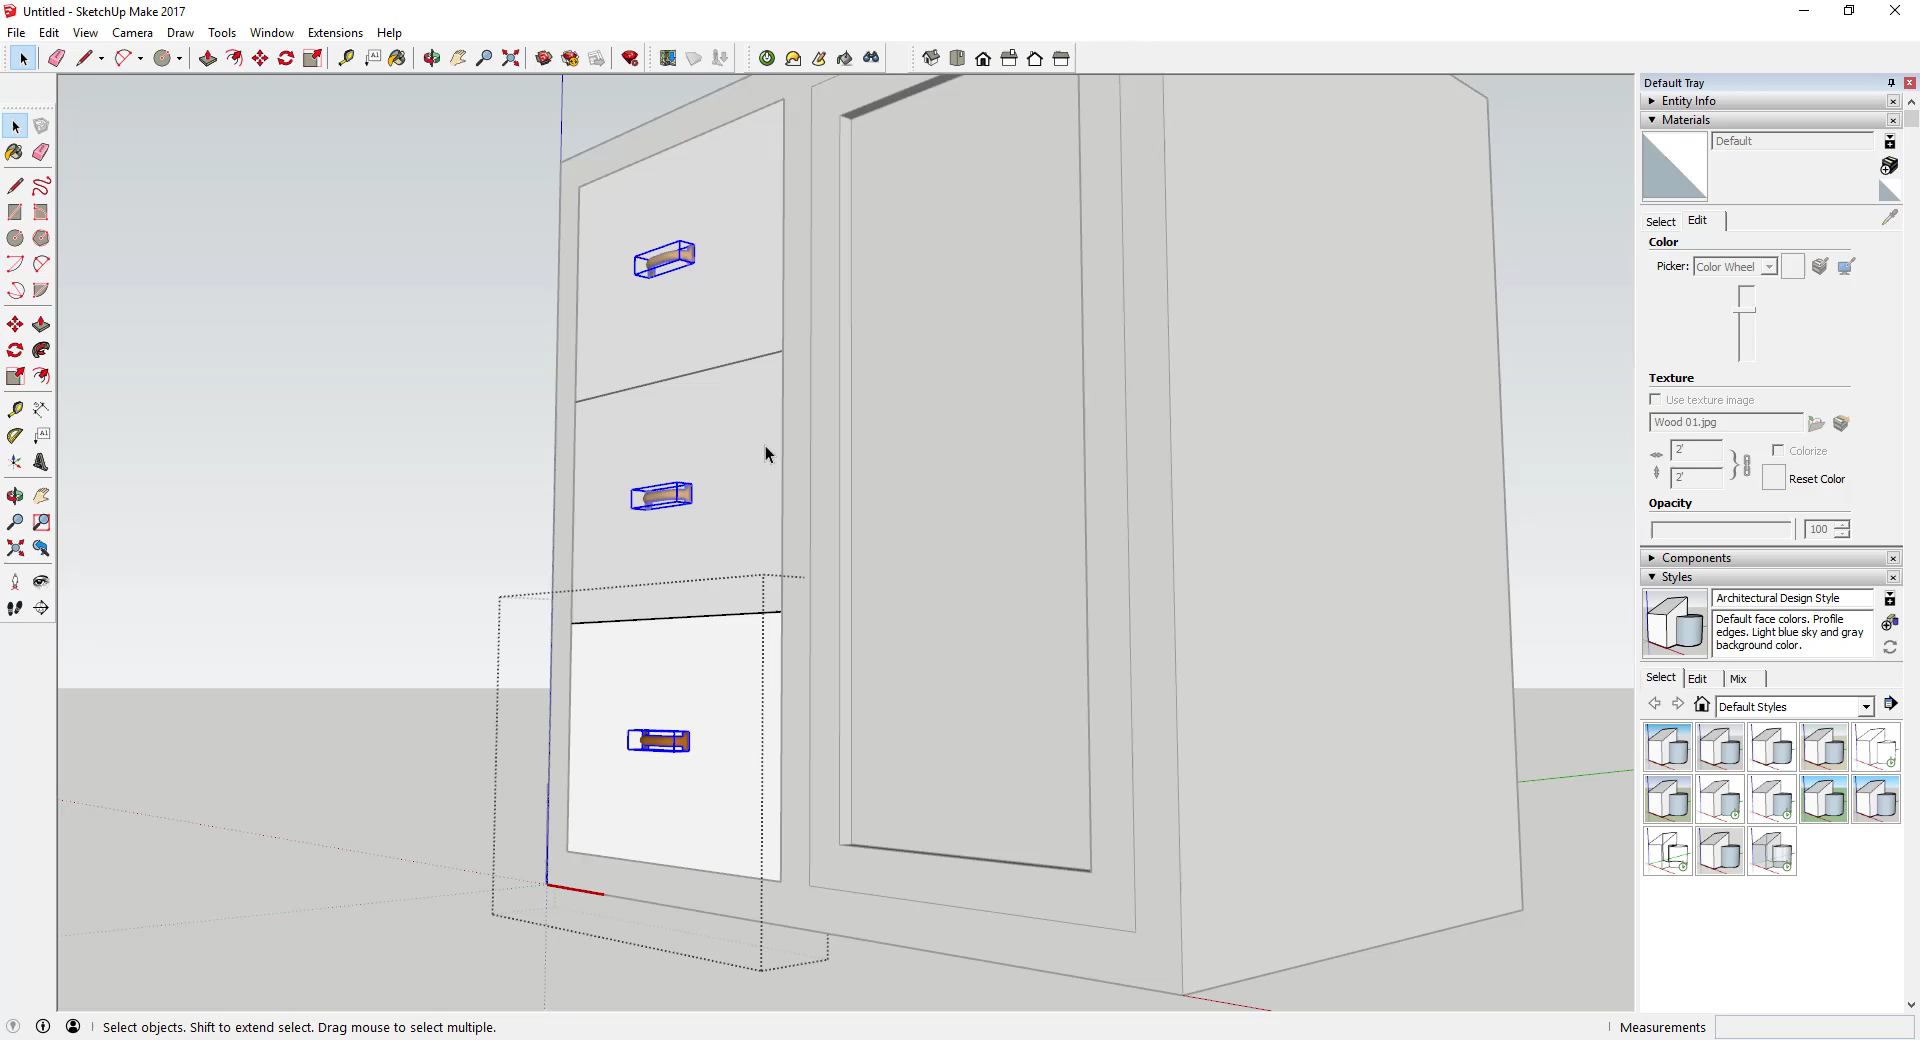 Untitled - SketchUp Make 2017
File Edit View Camera Draw Tools Window Extensions Help
Default Tray
Entity Info
Materials
Default
Select Edit
Color
Picker: Color Wheel
Texture
Use texture image
Wood 01.jpg
2' Colorize
2' Reset Color
Opacity
100
Components
Styles
Architectural Design Style
Default face colors. Profile
edges. Light blue sky and gray
background color.
Select Edit Mix
Default Styles
Select objects. Shift to extend select. Drag mouse to select multiple.
Measurements